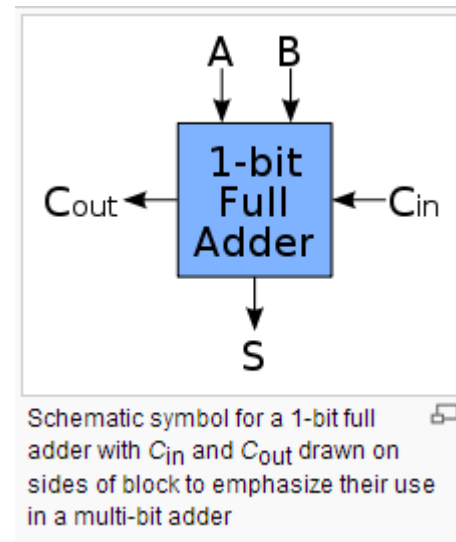 A B
1-bit
Cout Full Cin
Adder
S
Schematic symbol for a 1-bit full
adder with Cin and Cout drawn on
sides of block to emphasize their use
in a multi-bit adder